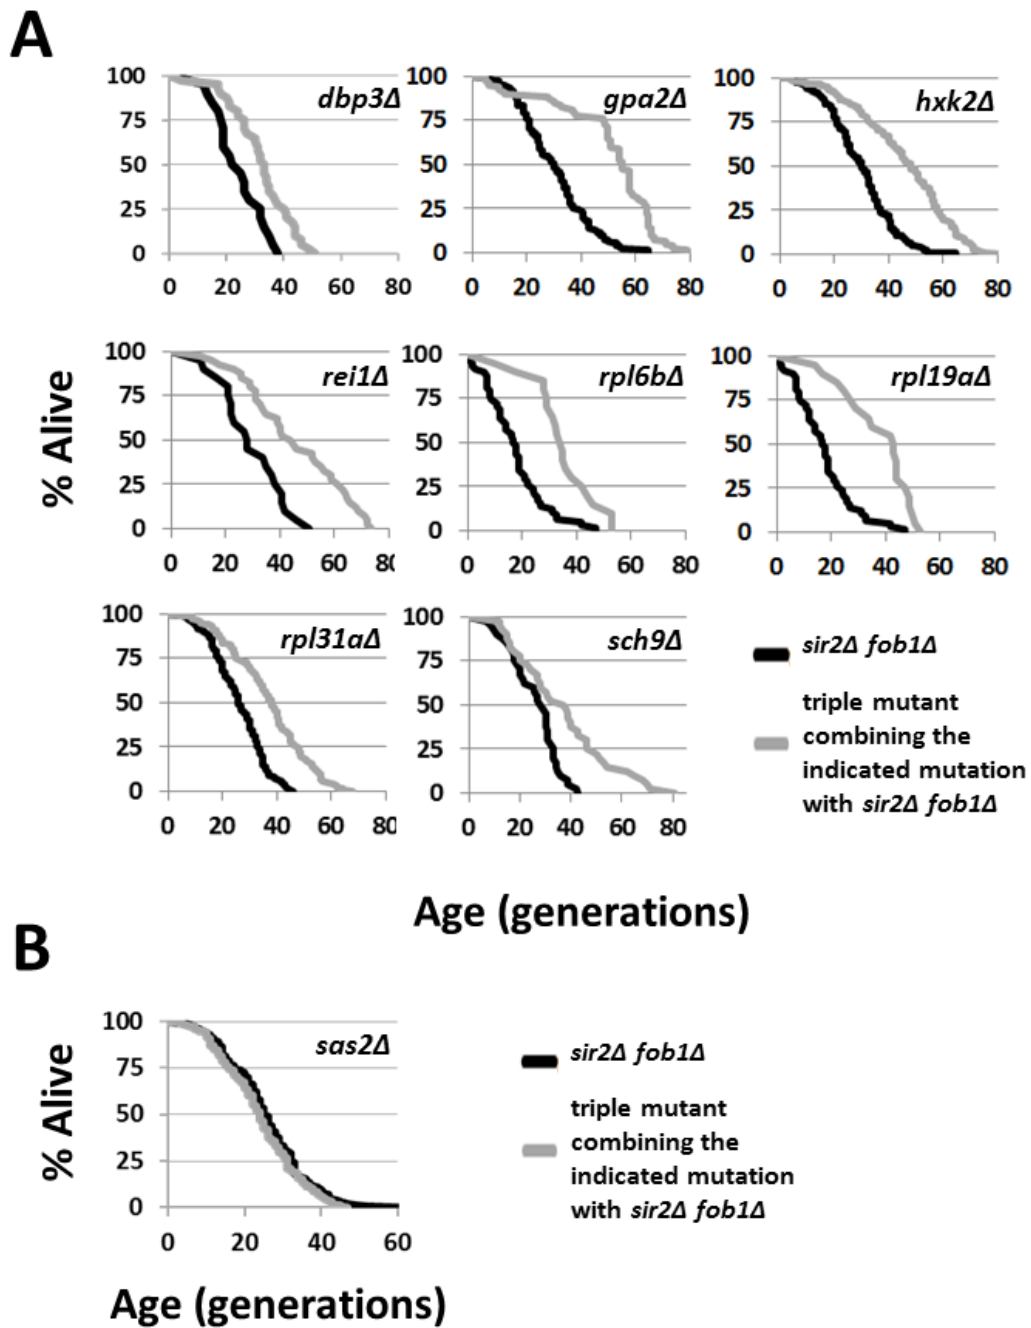 A
100
75
50
25
0
dbp3Δ
0 20 40 60 80
100
75
50
25
0
gpa2Δ
0 20 40 60 80
100
75
50
25
0
hxk2Δ
0 20 40 60 80
% Alive
100
75
50
25
0
rei1Δ
0 20 40 60 80
100
75
50
25
0
rpl6bΔ
0 20 40 60 80
100
75
50
25
0
rpl19aΔ
0 20 40 60 80
100
75
50
25
0
rpl31aΔ
0 20 40 60 80
100
75
50
25
0
sch9Δ
0 20 40 60 80
sir2Δ fob1Δ
triple mutant
combining the
indicated mutation
with sir2Δ fob1Δ
Age (generations)
B
% Alive
100
75
50
25
0
sas2Δ
0 20 40 60
sir2Δ fob1Δ
triple mutant
combining the
indicated mutation
with sir2Δ fob1Δ
Age (generations)